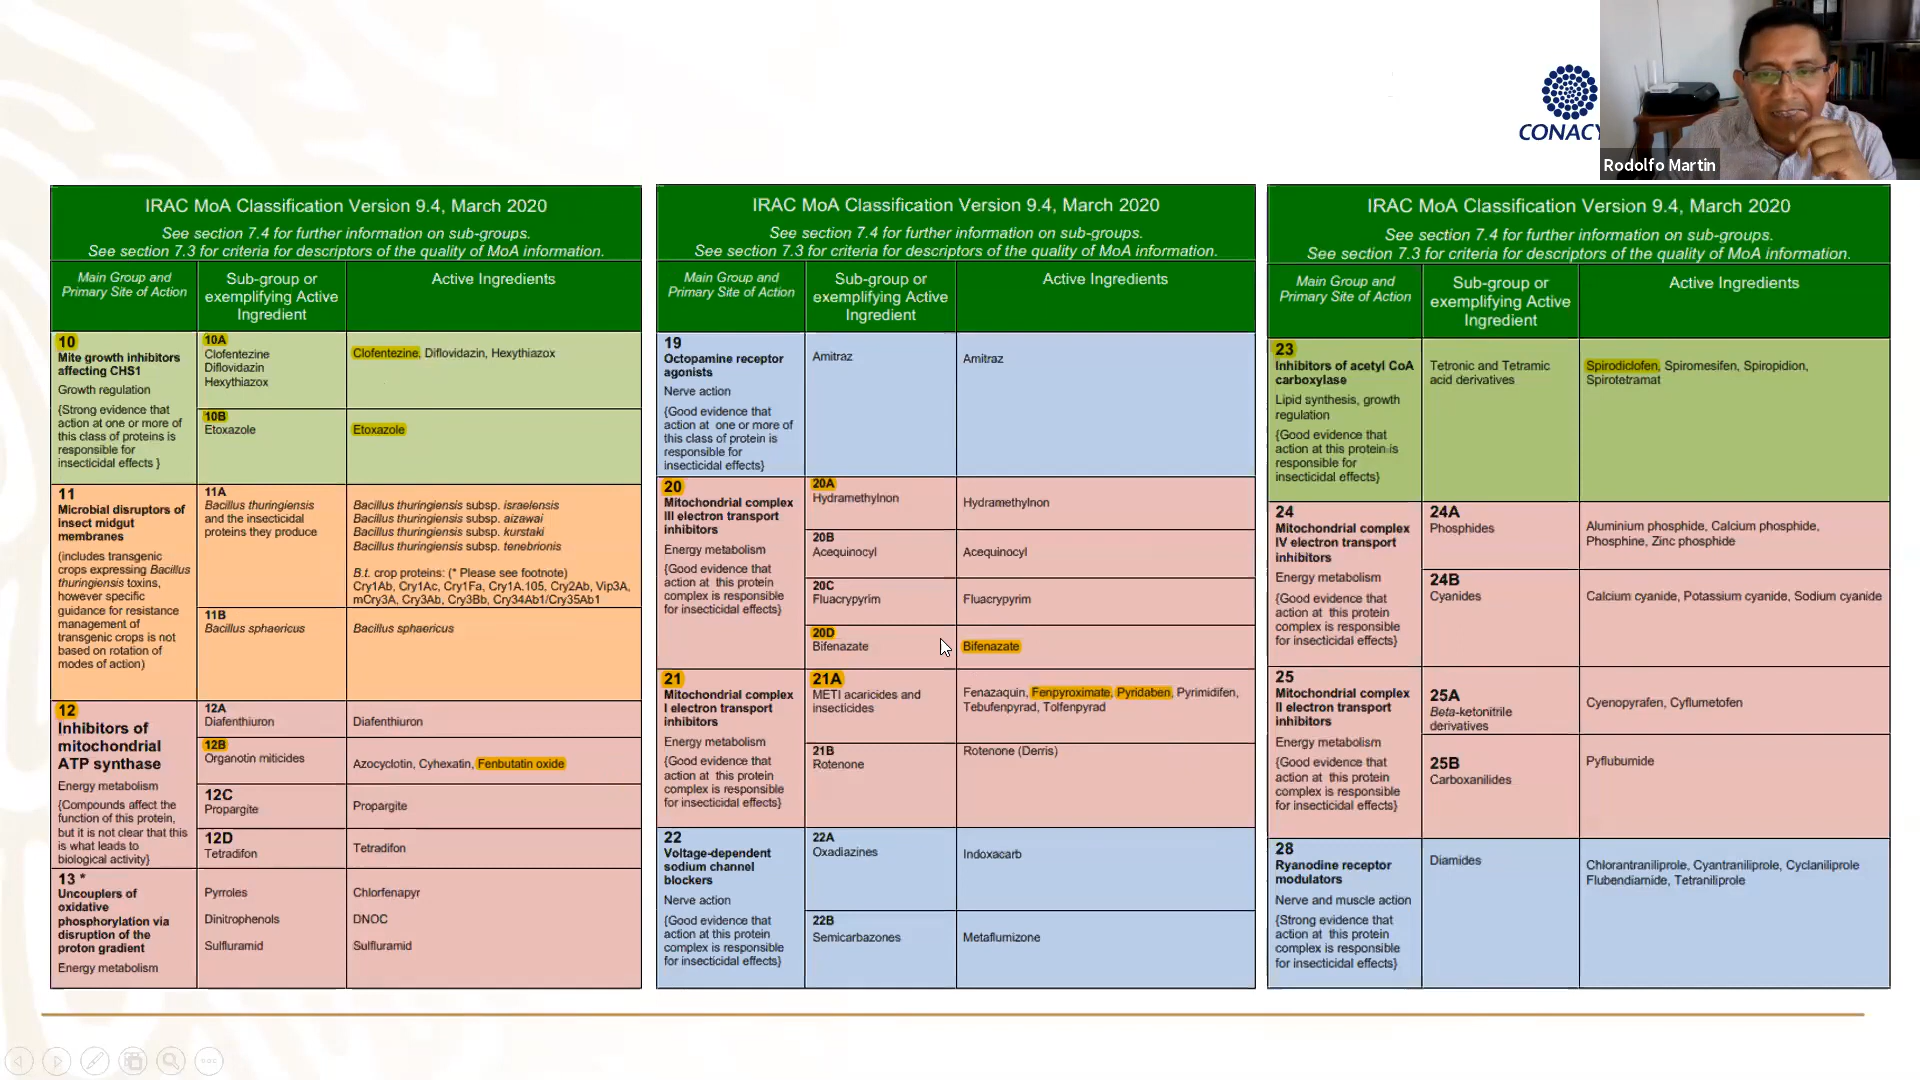 CONACY
Rodolfo Martin
IRAC MoA Classification Version 9.4, March 2020
See section 7.4 for further information on sub-groups.
See section 7.3 for criteria for descriptors of the quality of MoA information.
Main Group and
Primary Site of Action
Sub-group or
exemplifying Active
Ingredient
Active Ingredients
10
Mite growth inhibitors
affecting CHS1
Growth regulation
{Strong evidence that
action at one or more of
this class of proteins is
responsible for
insecticidal effects }
10A
Clofentezine
Diflovidazin
Hexythiazox
Clofentezine, Diflovidazin, Hexythiazox
10B
Etoxazole
Etoxazole
11
Microbial disruptors of
insect midgut
membranes
(includes transgenic
crops expressing Bacillus
thuringiensis toxins,
however specific
guidance for resistance
management of
transgenic crops is not
based on rotation of
modes of action)
11A
Bacillus thuringiensis
and the insecticidal
proteins they produce
Bacillus thuringiensis subsp. israelensis
Bacillus thuringiensis subsp. aizawai
Bacillus thuringiensis subsp. kurstaki
Bacillus thuringiensis subsp. tenebrionis
B.t. crop proteins: (* Please see footnote)
Cry1Ab, Cry1Ac, Cry1Fa, Cry1A.105, Cry2Ab, Vip3A,
mCry3A, Cry3Ab, Cry3Bb, Cry34Ab1/Cry35Ab1
11B
Bacillus sphaericus
Bacillus sphaericus
12
Inhibitors of
mitochondrial
ATP synthase
Energy metabolism
{Compounds affect the
function of this protein,
but it is not clear that this
is what leads to
biological activity}
12A
Diafenthiuron
Diafenthiuron
12B
Organotin miticides
Azocyclotin, Cyhexatin, Fenbutatin oxide
12C
Propargite
Propargite
12D
Tetradifon
Tetradifon
13 *
Uncouplers of
oxidative
phosphorylation via
disruption of the
proton gradient
Energy metabolism
Pyrroles
Chlorfenapyr
Dinitrophenols
DNOC
Sulfluramid
Sulfluramid
IRAC MoA Classification Version 9.4, March 2020
See section 7.4 for further information on sub-groups.
See section 7.3 for criteria for descriptors of the quality of MoA information.
Main Group and
Primary Site of Action
Sub-group or
exemplifying Active
Ingredient
Active Ingredients
19
Octopamine receptor
agonists
Nerve action
{Good evidence that
action at one or more of
this class of protein is
responsible for
insecticidal effects}
Amitraz
Amitraz
20
Mitochondrial complex
III electron transport
inhibitors
Energy metabolism
{Good evidence that
action at this protein
complex is responsible
for insecticidal effects}
20A
Hydramethylnon
Hydramethylnon
20B
Acequinocyl
Acequinocyl
20C
Fluacrypyrim
Fluacrypyrim
20D
Bifenazate
Bifenazate
21
Mitochondrial complex
I electron transport
inhibitors
Energy metabolism
{Good evidence that
action at this protein
complex is responsible
for insecticidal effects}
21A
METI acaricides and
insecticides
Fenazaquin, Fenpyroximate, Pyridaben, Pyrimidifen,
Tebufenpyrad, Tolfenpyrad
21B
Rotenone
Rotenone (Derris)
22
Voltage-dependent
sodium channel
blockers
Nerve action
{Good evidence that
action at this protein
complex is responsible
for insecticidal effects}
22A
Oxadiazines
Indoxacarb
22B
Semicarbazones
Metaflumizone
IRAC MoA Classification Version 9.4, March 2020
See section 7.4 for further information on sub-groups.
See section 7.3 for criteria for descriptors of the quality of MoA information.
Main Group and
Primary Site of Action
Sub-group or
exemplifying Active
Ingredient
Active Ingredients
23
Inhibitors of acetyl CoA
carboxylase
Lipid synthesis, growth
regulation
{Good evidence that
action at this protein is
responsible for
insecticidal effects}
Tetronic and Tetramic
acid derivatives
Spirodiclofen, Spiromesifen, Spiropidion,
Spirotetramat
24
Mitochondrial complex
IV electron transport
inhibitors
Energy metabolism
{Good evidence that
action at this protein
complex is responsible
for insecticidal effects}
24A
Phosphides
Aluminium phosphide, Calcium phosphide,
Phosphine, Zinc phosphide
24B
Cyanides
Calcium cyanide, Potassium cyanide, Sodium cyanide
25
Mitochondrial complex
II electron transport
inhibitors
Energy metabolism
{Good evidence that
action at this protein
complex is responsible
for insecticidal effects}
25A
Beta-ketonitrile
derivatives
Cyenopyrafen, Cyflumetofen
25B
Carboxanilides
Pyflubumide
28
Ryanodine receptor
modulators
Nerve and muscle action
{Strong evidence that
action at this protein
complex is responsible
for insecticidal effects}
Diamides
Chlorantraniliprole, Cyantraniliprole, Cyclaniliprole
Flubendiamide, Tetraniliprole